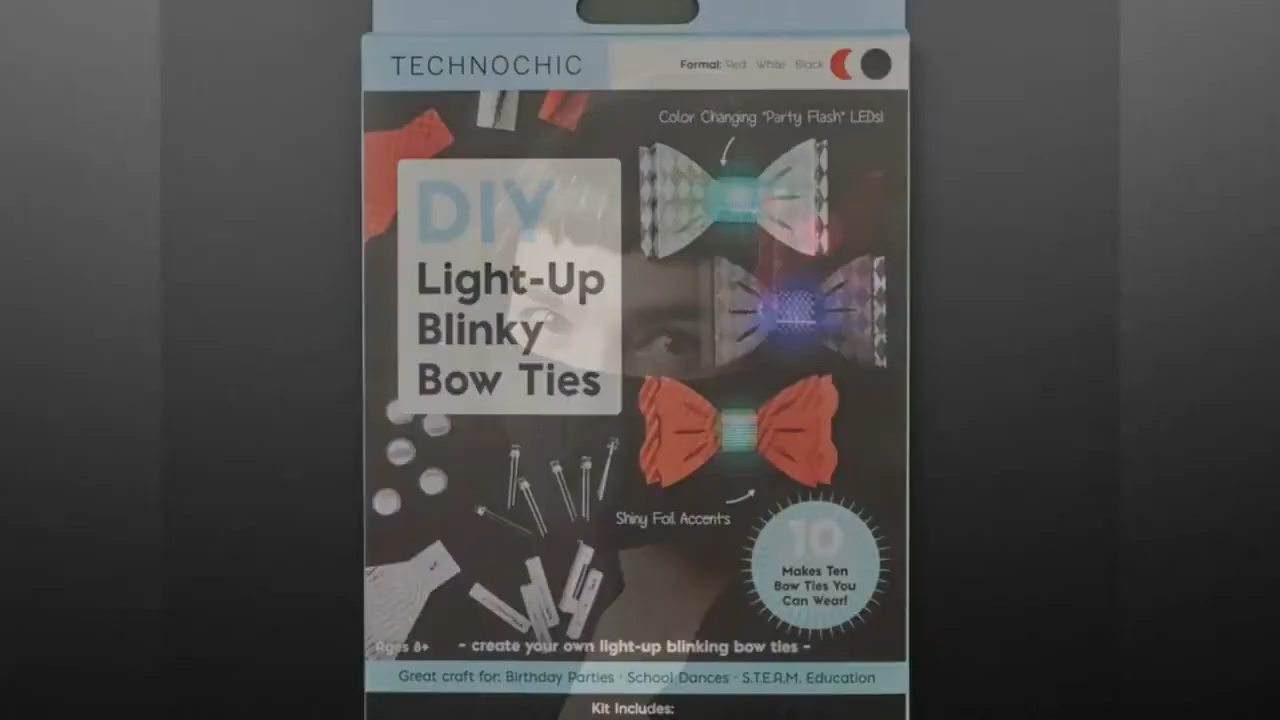 TECHNOCHIC
Formal: Red White Black
Color Changing "Party Flash" LEDs!
DIY
Light-Up
Blinky
Bow Ties
Shiny Foil Accents
10
Makes Ten
Bow Ties You
Can Wear!
Ages 8+
- create your own light-up blinking bow ties -
Great craft for: Birthday Parties · School Dances · S.T.E.A.M. Education
Kit Includes: